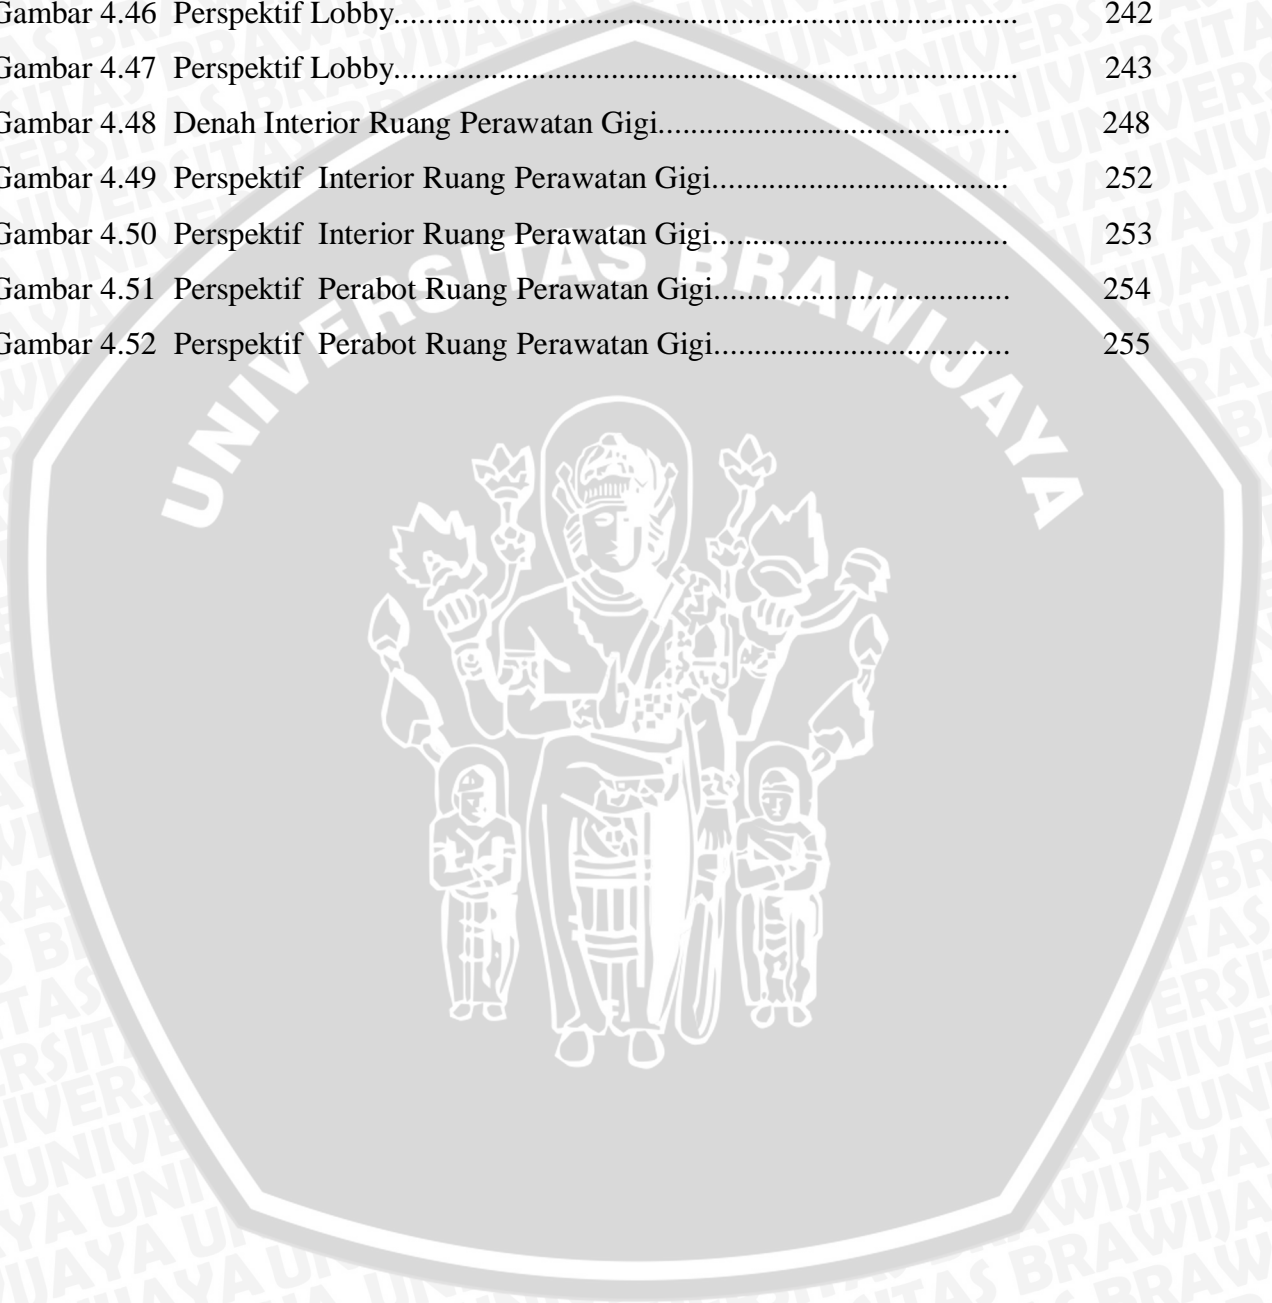 Gambar 4.46 Perspektif Lobby............................................................................. 242
Gambar 4.47 Perspektif Lobby............................................................................. 243
Gambar 4.48 Denah Interior Ruang Perawatan Gigi........................................... 248
Gambar 4.49 Perspektif Interior Ruang Perawatan Gigi.................................... 252
Gambar 4.50 Perspektif Interior Ruang Perawatan Gigi.................................... 253
Gambar 4.51 Perspektif Perabot Ruang Perawatan Gigi.................................... 254
Gambar 4.52 Perspektif Perabot Ruang Perawatan Gigi.................................... 255
UNIVERSITAS BRAWIJAYA